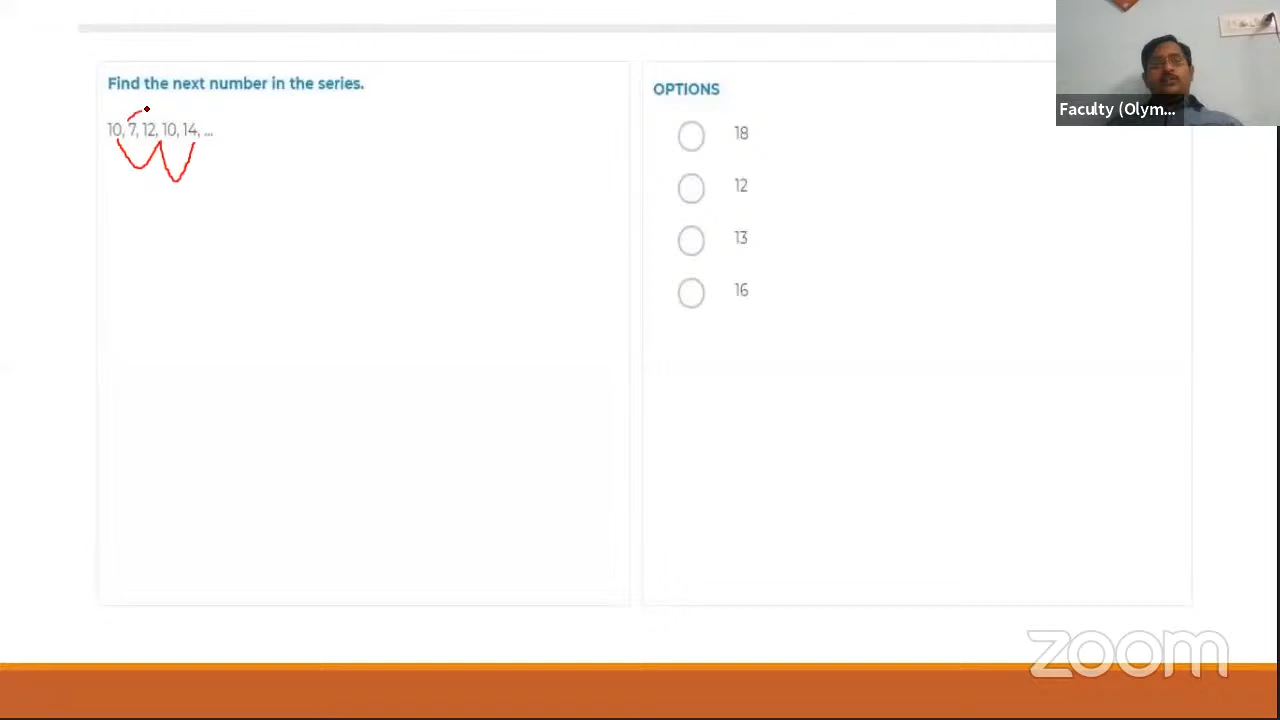 Find the next number in the series.
10, 7, 12, 10, 14, ...
OPTIONS
18
12
13
16
Faculty (Olym...
zoom